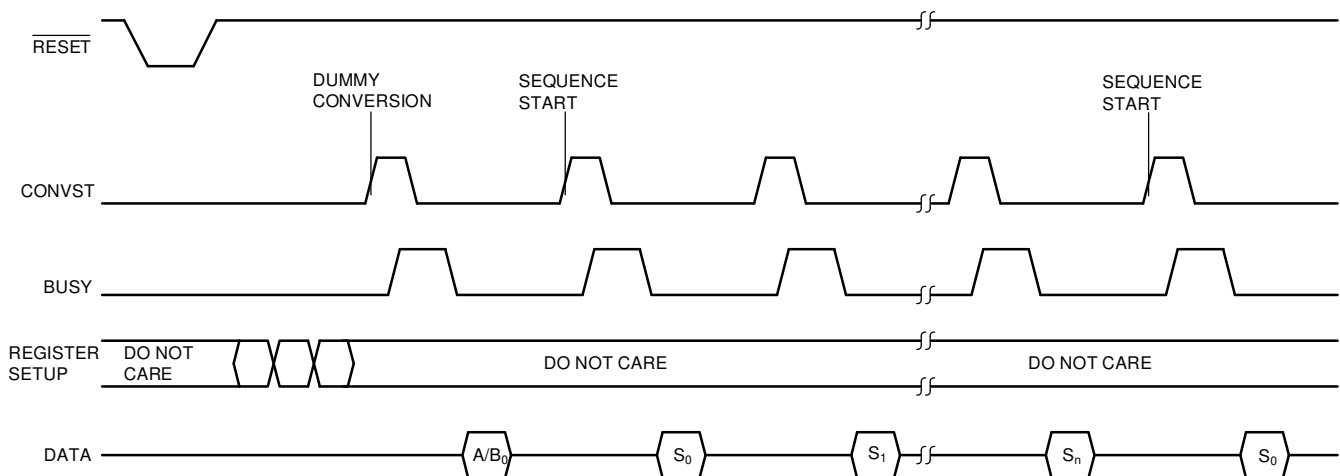 RESET
DUMMY
CONVERSION
SEQUENCE
START
SEQUENCE
START
CONVST
BUSY
REGISTER
SETUP
DO NOT
CARE
DO NOT CARE
DO NOT CARE
DATA
A/B₀
S₀
S₁
Sₙ
S₀